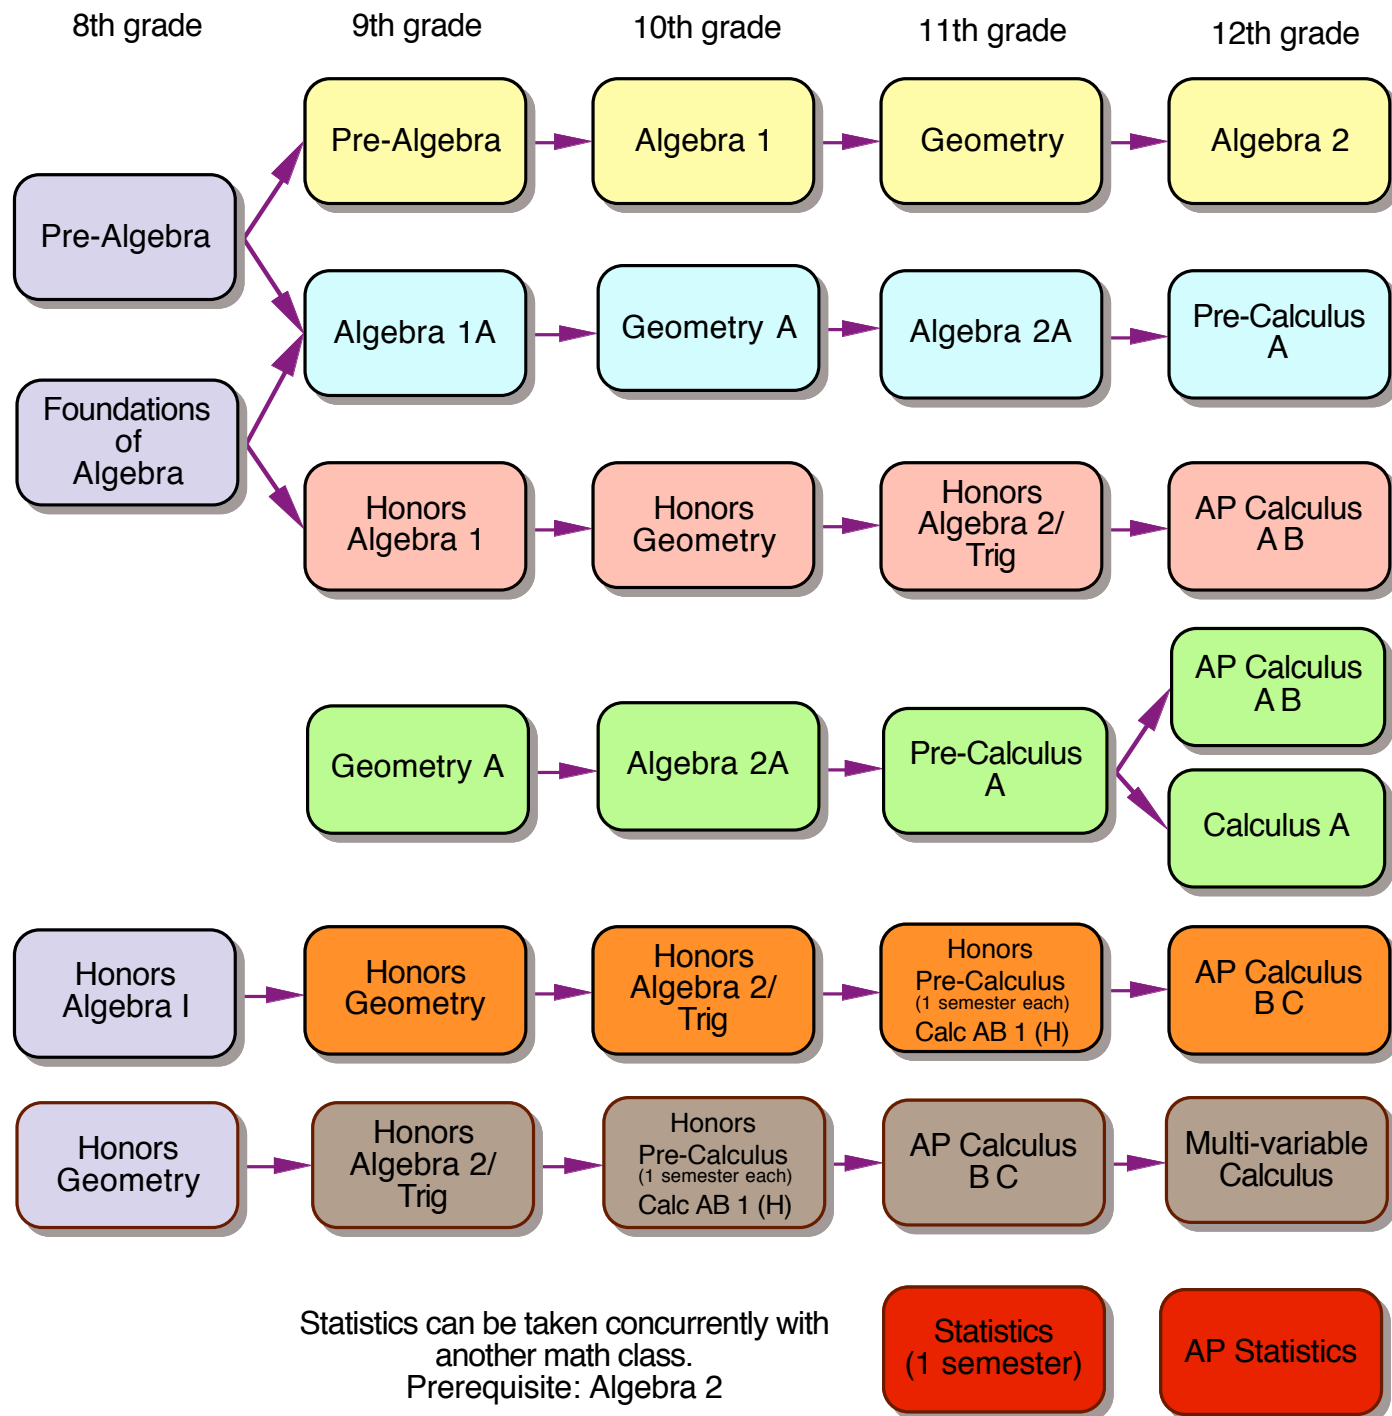 8th grade
9th grade
10th grade
11th grade
12th grade
Pre-Algebra
Algebra 1
Geometry
Algebra 2
Pre-Algebra
Algebra 1A
Geometry A
Algebra 2A
Pre-Calculus
A
Foundations
of
Algebra
Honors
Algebra 1
Honors
Geometry
Honors
Algebra 2/
Trig
AP Calculus
A B
Geometry A
Algebra 2A
Pre-Calculus
A
AP Calculus
A B
Calculus A
Honors
Algebra I
Honors
Geometry
Honors
Algebra 2/
Trig
Honors
Pre-Calculus
(1 semester each)
Calc AB 1 (H)
AP Calculus
B C
Honors
Geometry
Honors
Algebra 2/
Trig
Honors
Pre-Calculus
(1 semester each)
Calc AB 1 (H)
AP Calculus
B C
Multi-variable
Calculus
Statistics can be taken concurrently with
another math class.
Prerequisite: Algebra 2
Statistics
(1 semester)
AP Statistics